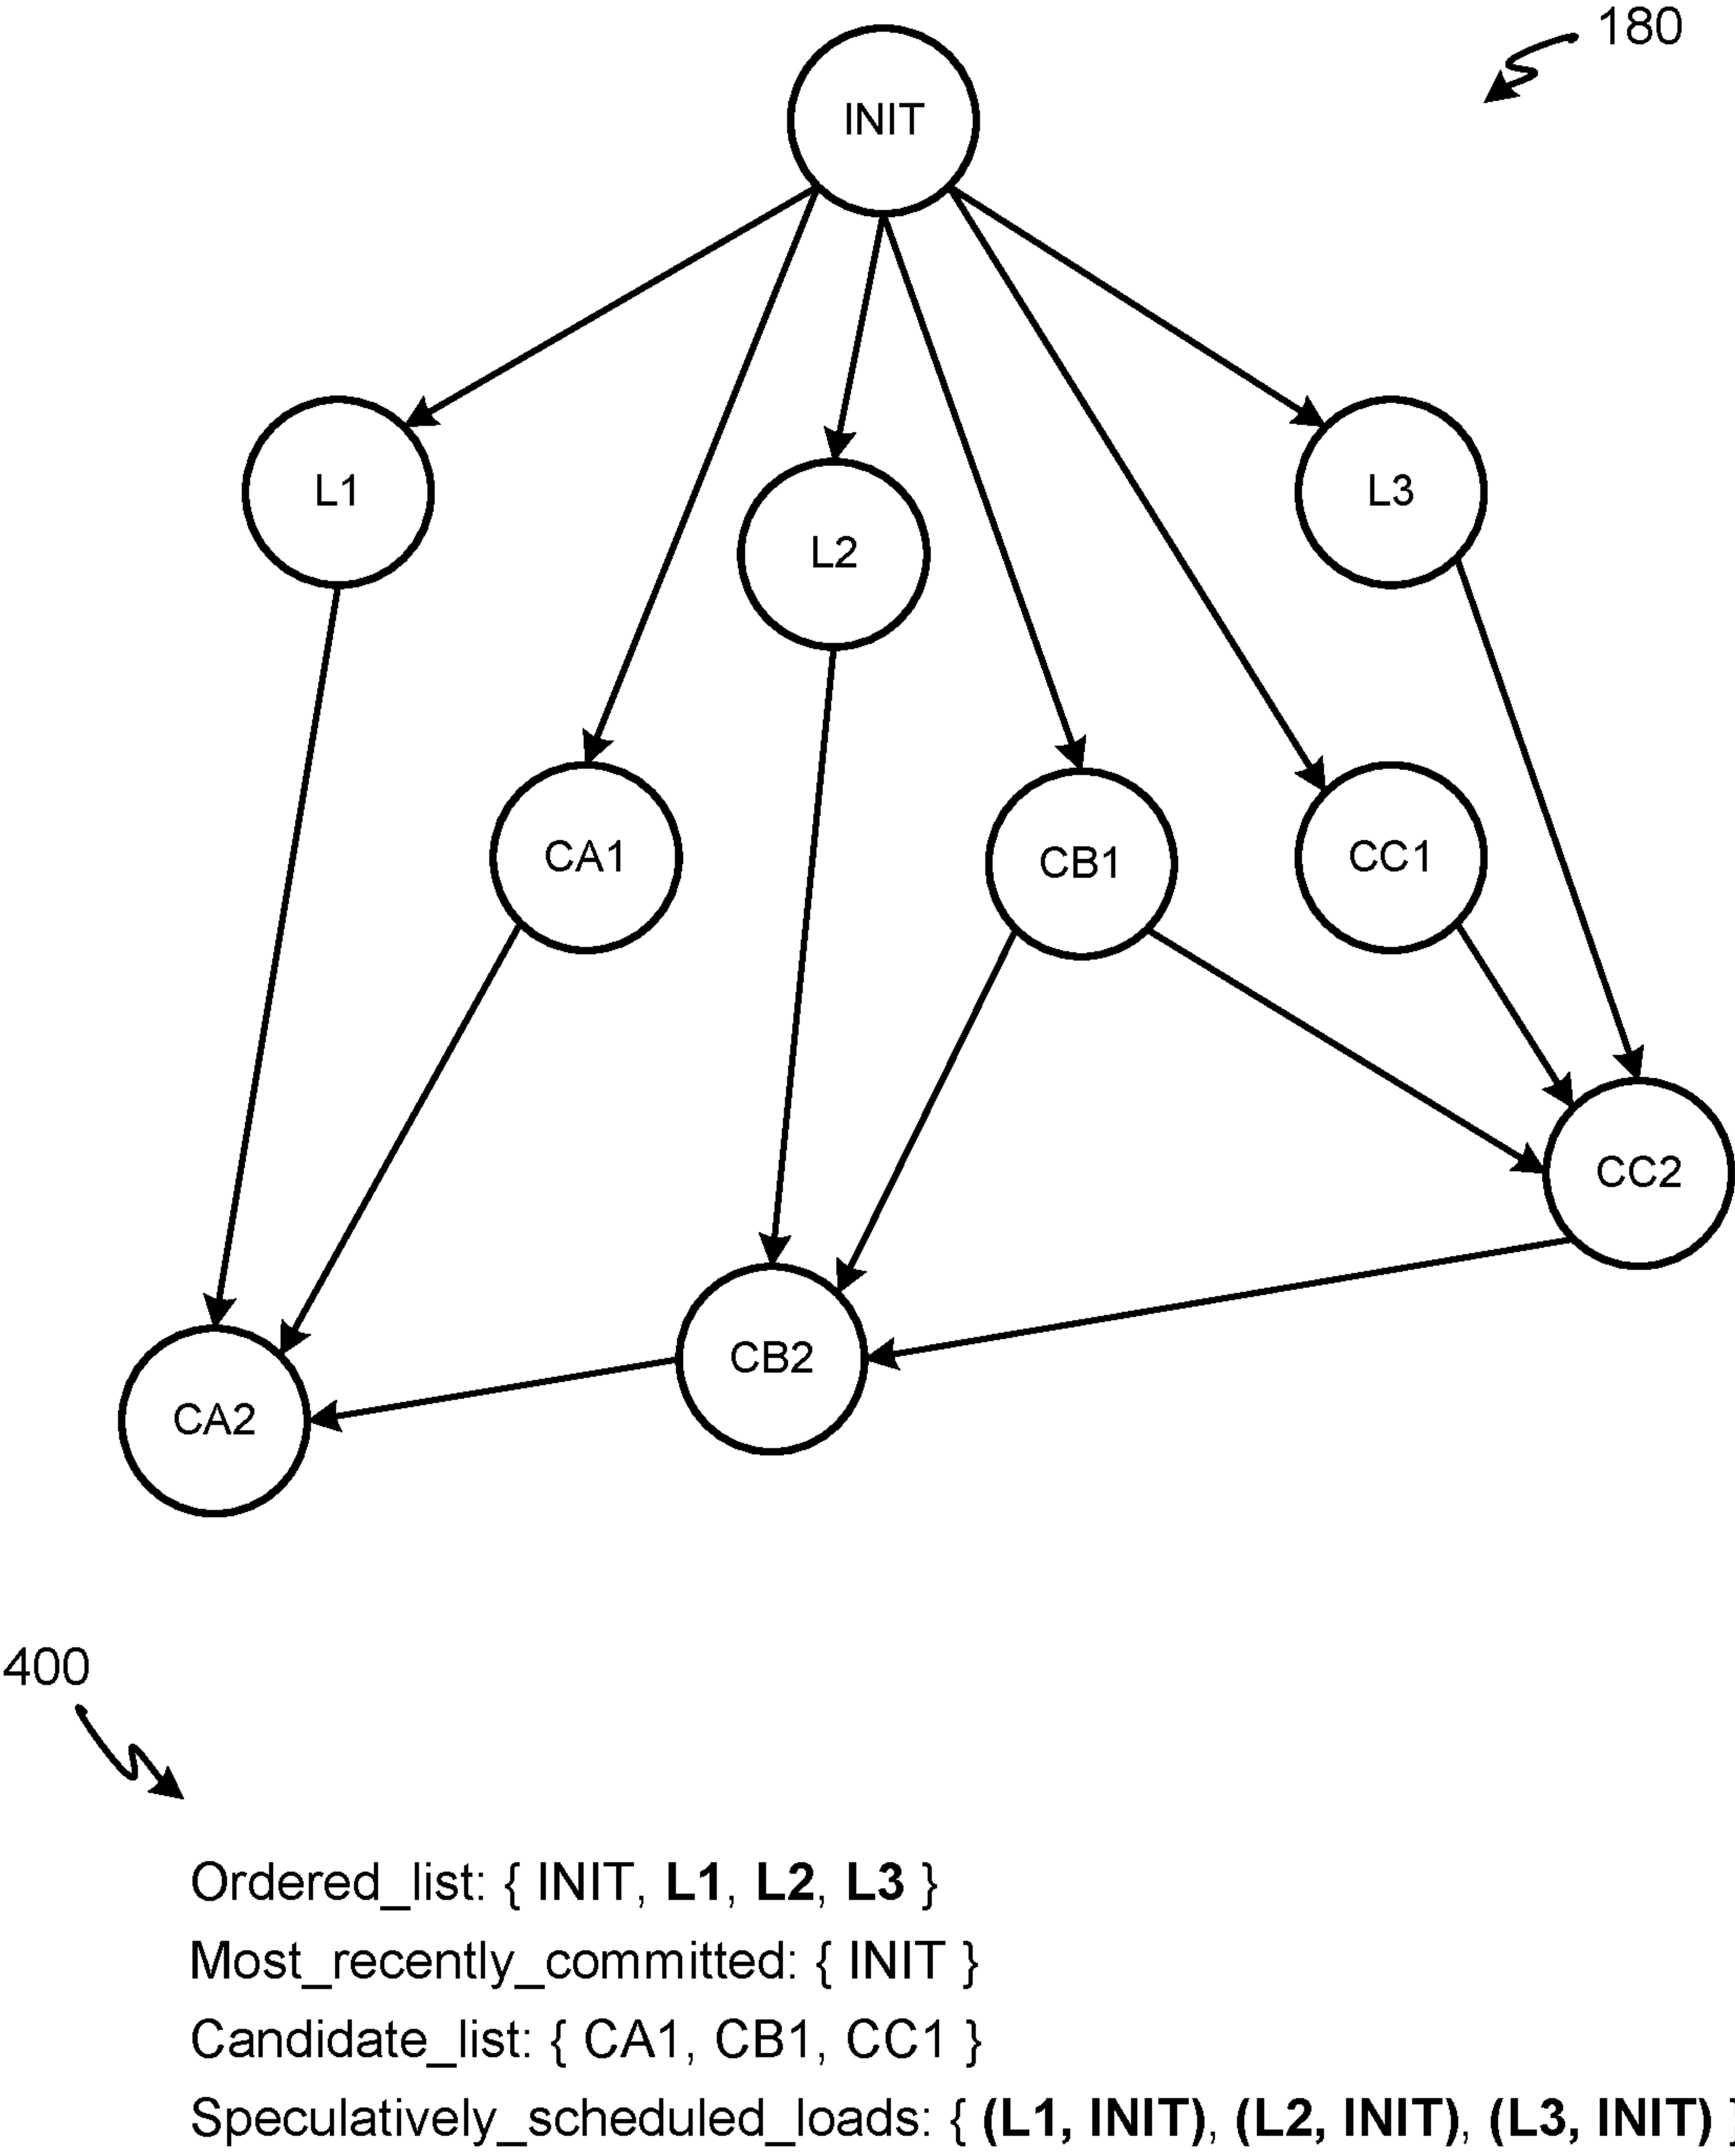 180
INIT
L1
L2
L3
CA1
CB1
CC1
CC2
CB2
CA2
400
Ordered_list: { INIT, L1, L2, L3 }
Most_recently_committed: { INIT }
Candidate_list: { CA1, CB1, CC1 }
Speculatively_scheduled_loads: { (L1, INIT), (L2, INIT), (L3, INIT) }